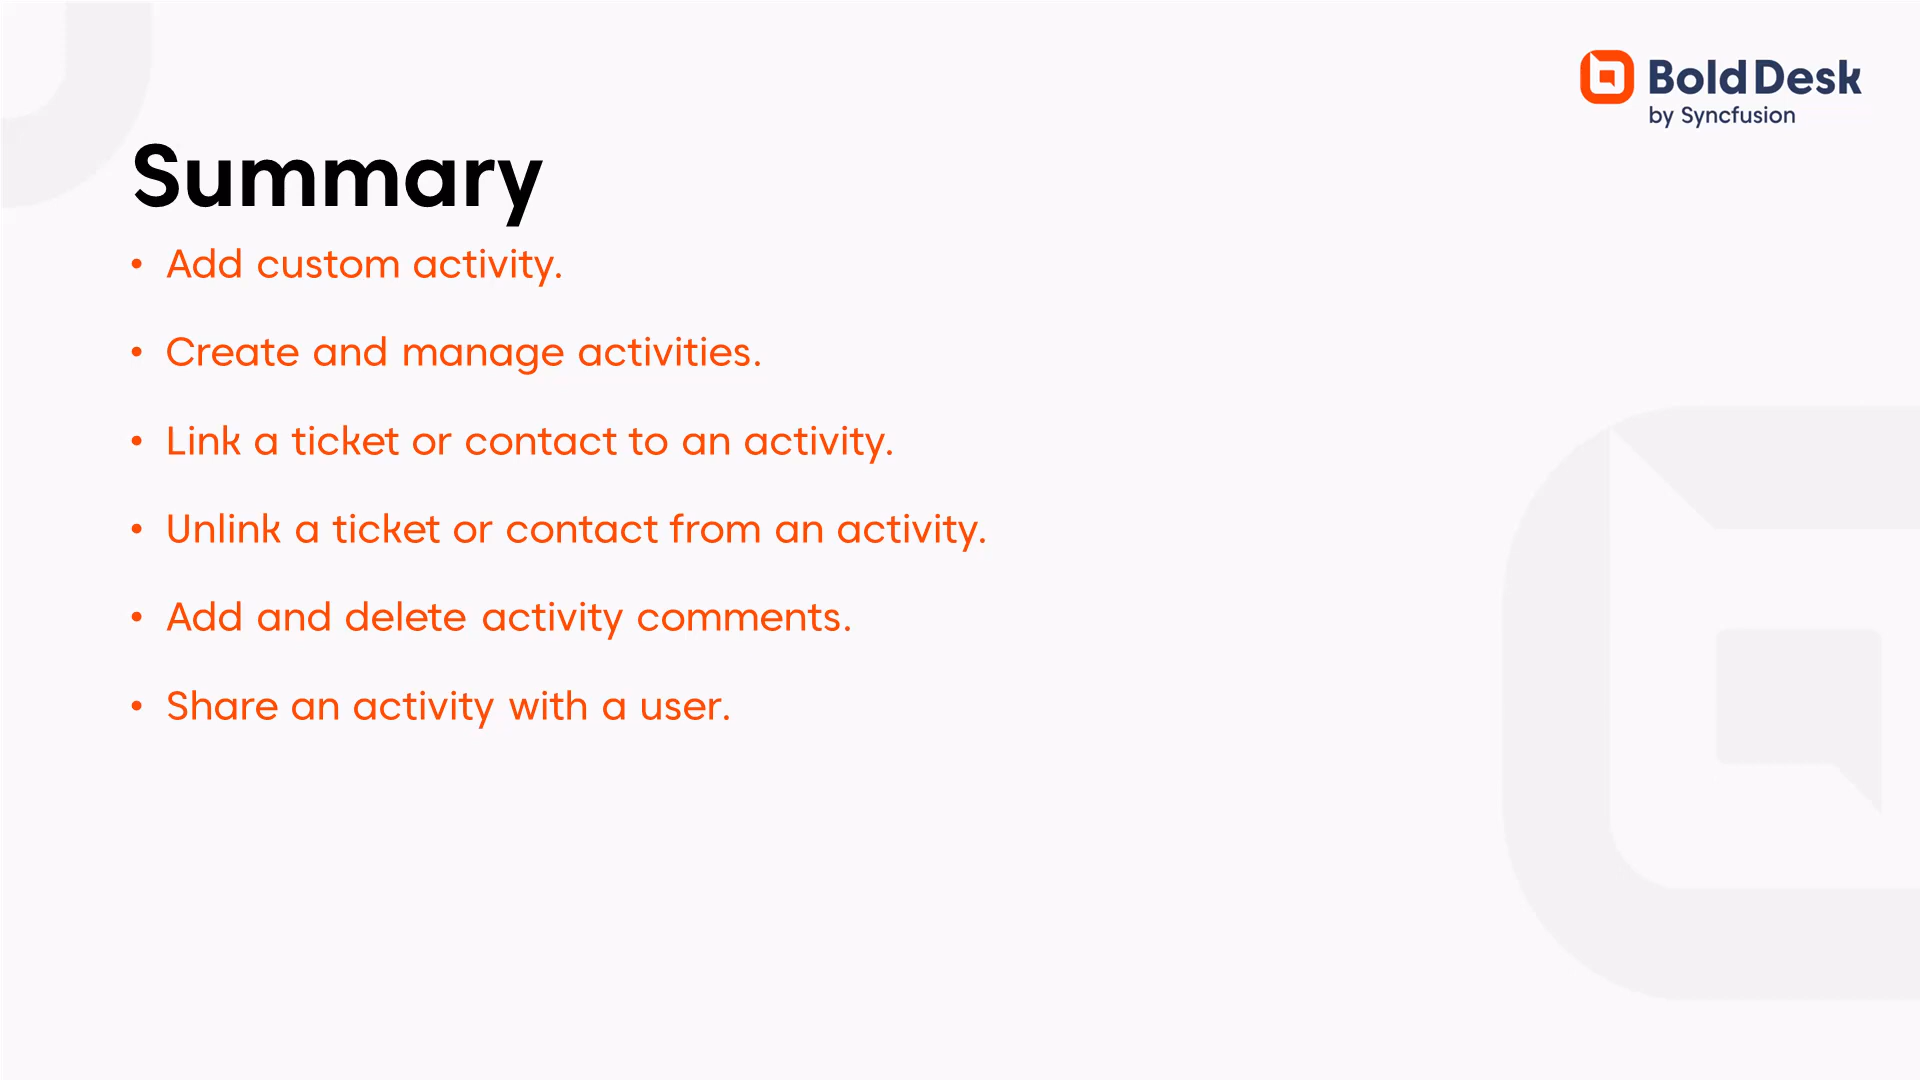 BoldDesk
by Syncfusion
Summary
• Add custom activity.
• Create and manage activities.
• Link a ticket or contact to an activity.
• Unlink a ticket or contact from an activity.
• Add and delete activity comments.
• Share an activity with a user.